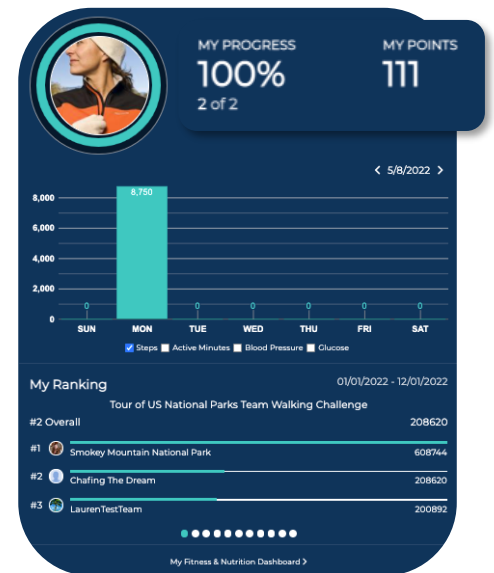 MY PROGRESS MY POINTS
100% 111
2 of 2
5/8/2022
8,000
6,000
4,000
2,000
0
8,750
0 0 0 0 0 0
SUN MON TUE WED THU FRI SAT
Steps Active Minutes Blood Pressure Glucose
My Ranking 01/01/2022 - 12/01/2022
Tour of US National Parks Team Walking Challenge
#2 Overall 208620
#1 Smokey Mountain National Park 608744
#2 Chafing The Dream 208620
#3 LaurenTestTeam 200892
My Fitness & Nutrition Dashboard